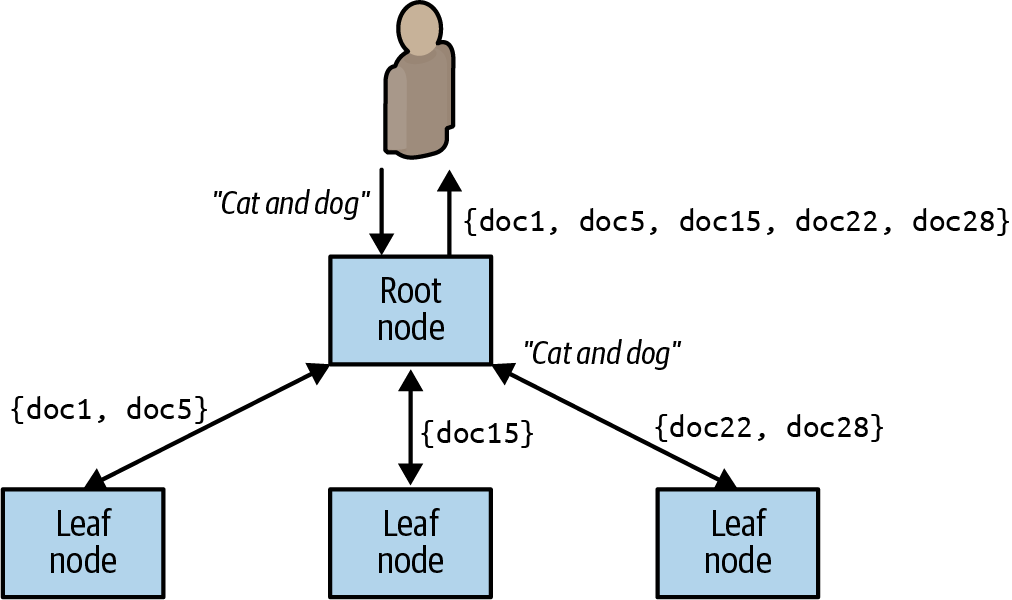 "Cat and dog"
{doc1, doc5, doc15, doc22, doc28}
Root
node
"Cat and dog"
{doc1, doc5}
{doc15}
{doc22, doc28}
Leaf
node
Leaf
node
Leaf
node